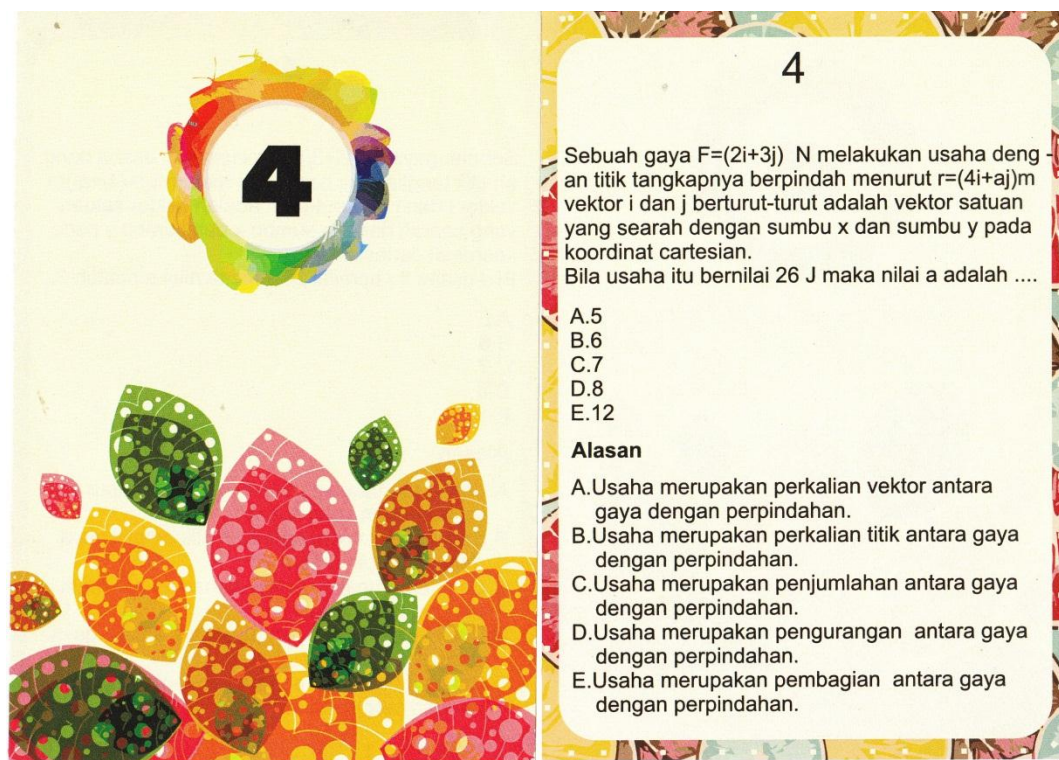 4
4
Sebuah gaya F=(2i+3j) N melakukan usaha deng -
an titik tangkapnya berpindah menurut r=(4i+aj)m
vektor i dan j berturut-turut adalah vektor satuan
yang searah dengan sumbu x dan sumbu y pada
koordinat cartesian.
Bila usaha itu bernilai 26 J maka nilai a adalah ....
A.5
B.6
C.7
D.8
E.12
Alasan
A.Usaha merupakan perkalian vektor antara
gaya dengan perpindahan.
B.Usaha merupakan perkalian titik antara gaya
dengan perpindahan.
C.Usaha merupakan penjumlahan antara gaya
dengan perpindahan.
D.Usaha merupakan pengurangan antara gaya
dengan perpindahan.
E.Usaha merupakan pembagian antara gaya
dengan perpindahan.